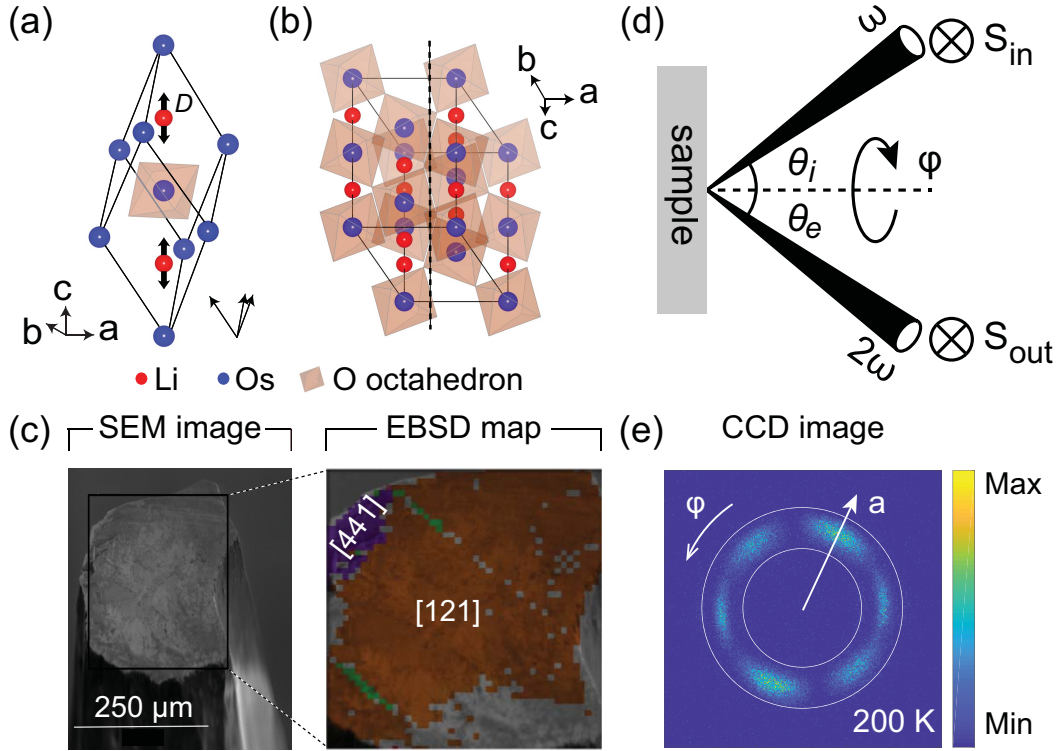 (a)
D
c
b
a
(b)
b
a
c
(d)
ω
S_in
sample
θ_i
φ
θ_e
2ω
S_out
Li
Os
O octahedron
(c)
SEM image
EBSD map
250 μm
[441]
[121]
(e)
CCD image
φ
a
200 K
Max
Min